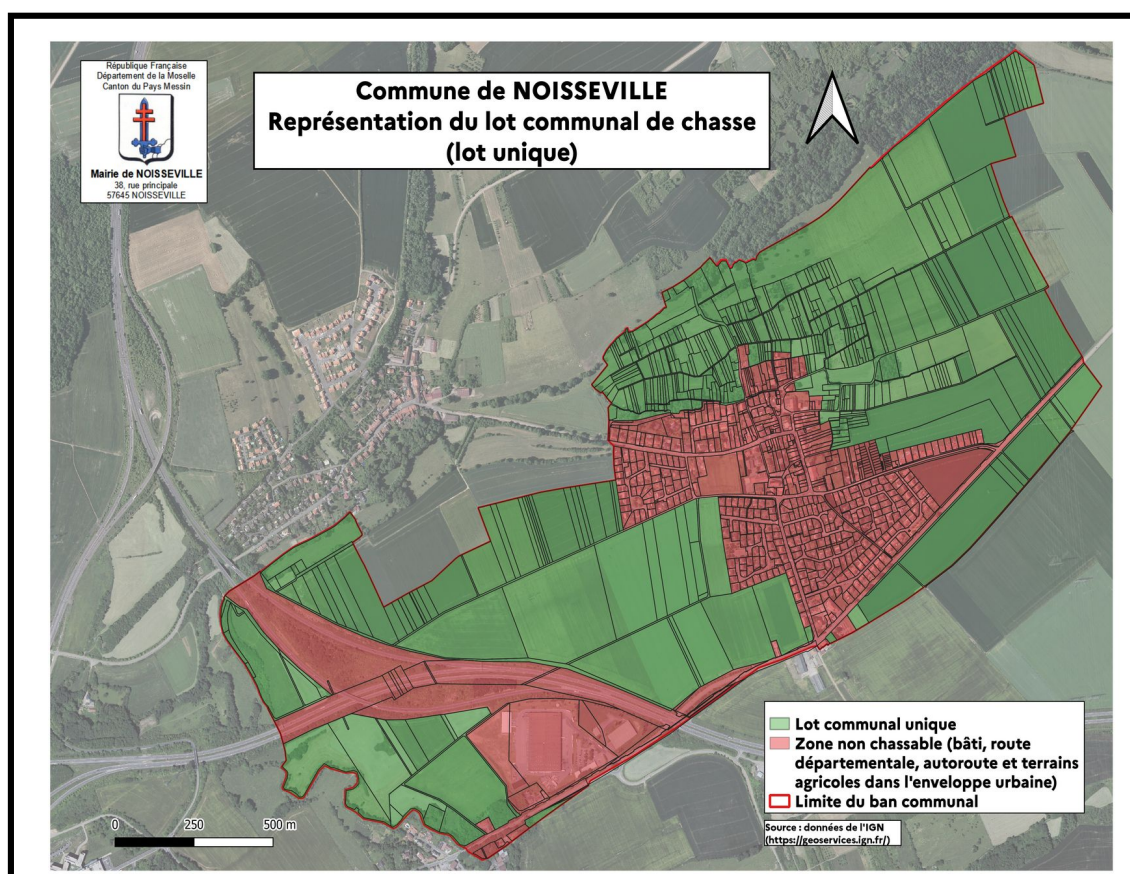 République Française
Département de la Moselle
Canton du Pays Messin
Mairie de NOISSEVILLE
38, rue principale
57645 NOISSEVILLE
Commune de NOISSEVILLE
Représentation du lot communal de chasse
(lot unique)
Lot communal unique
Zone non chassable (bâti, route
départementale, autoroute et terrains
agricoles dans l'enveloppe urbaine)
Limite du ban communal
Source : données de l'IGN
(https://geoservices.ign.fr/)
0 250 500 m